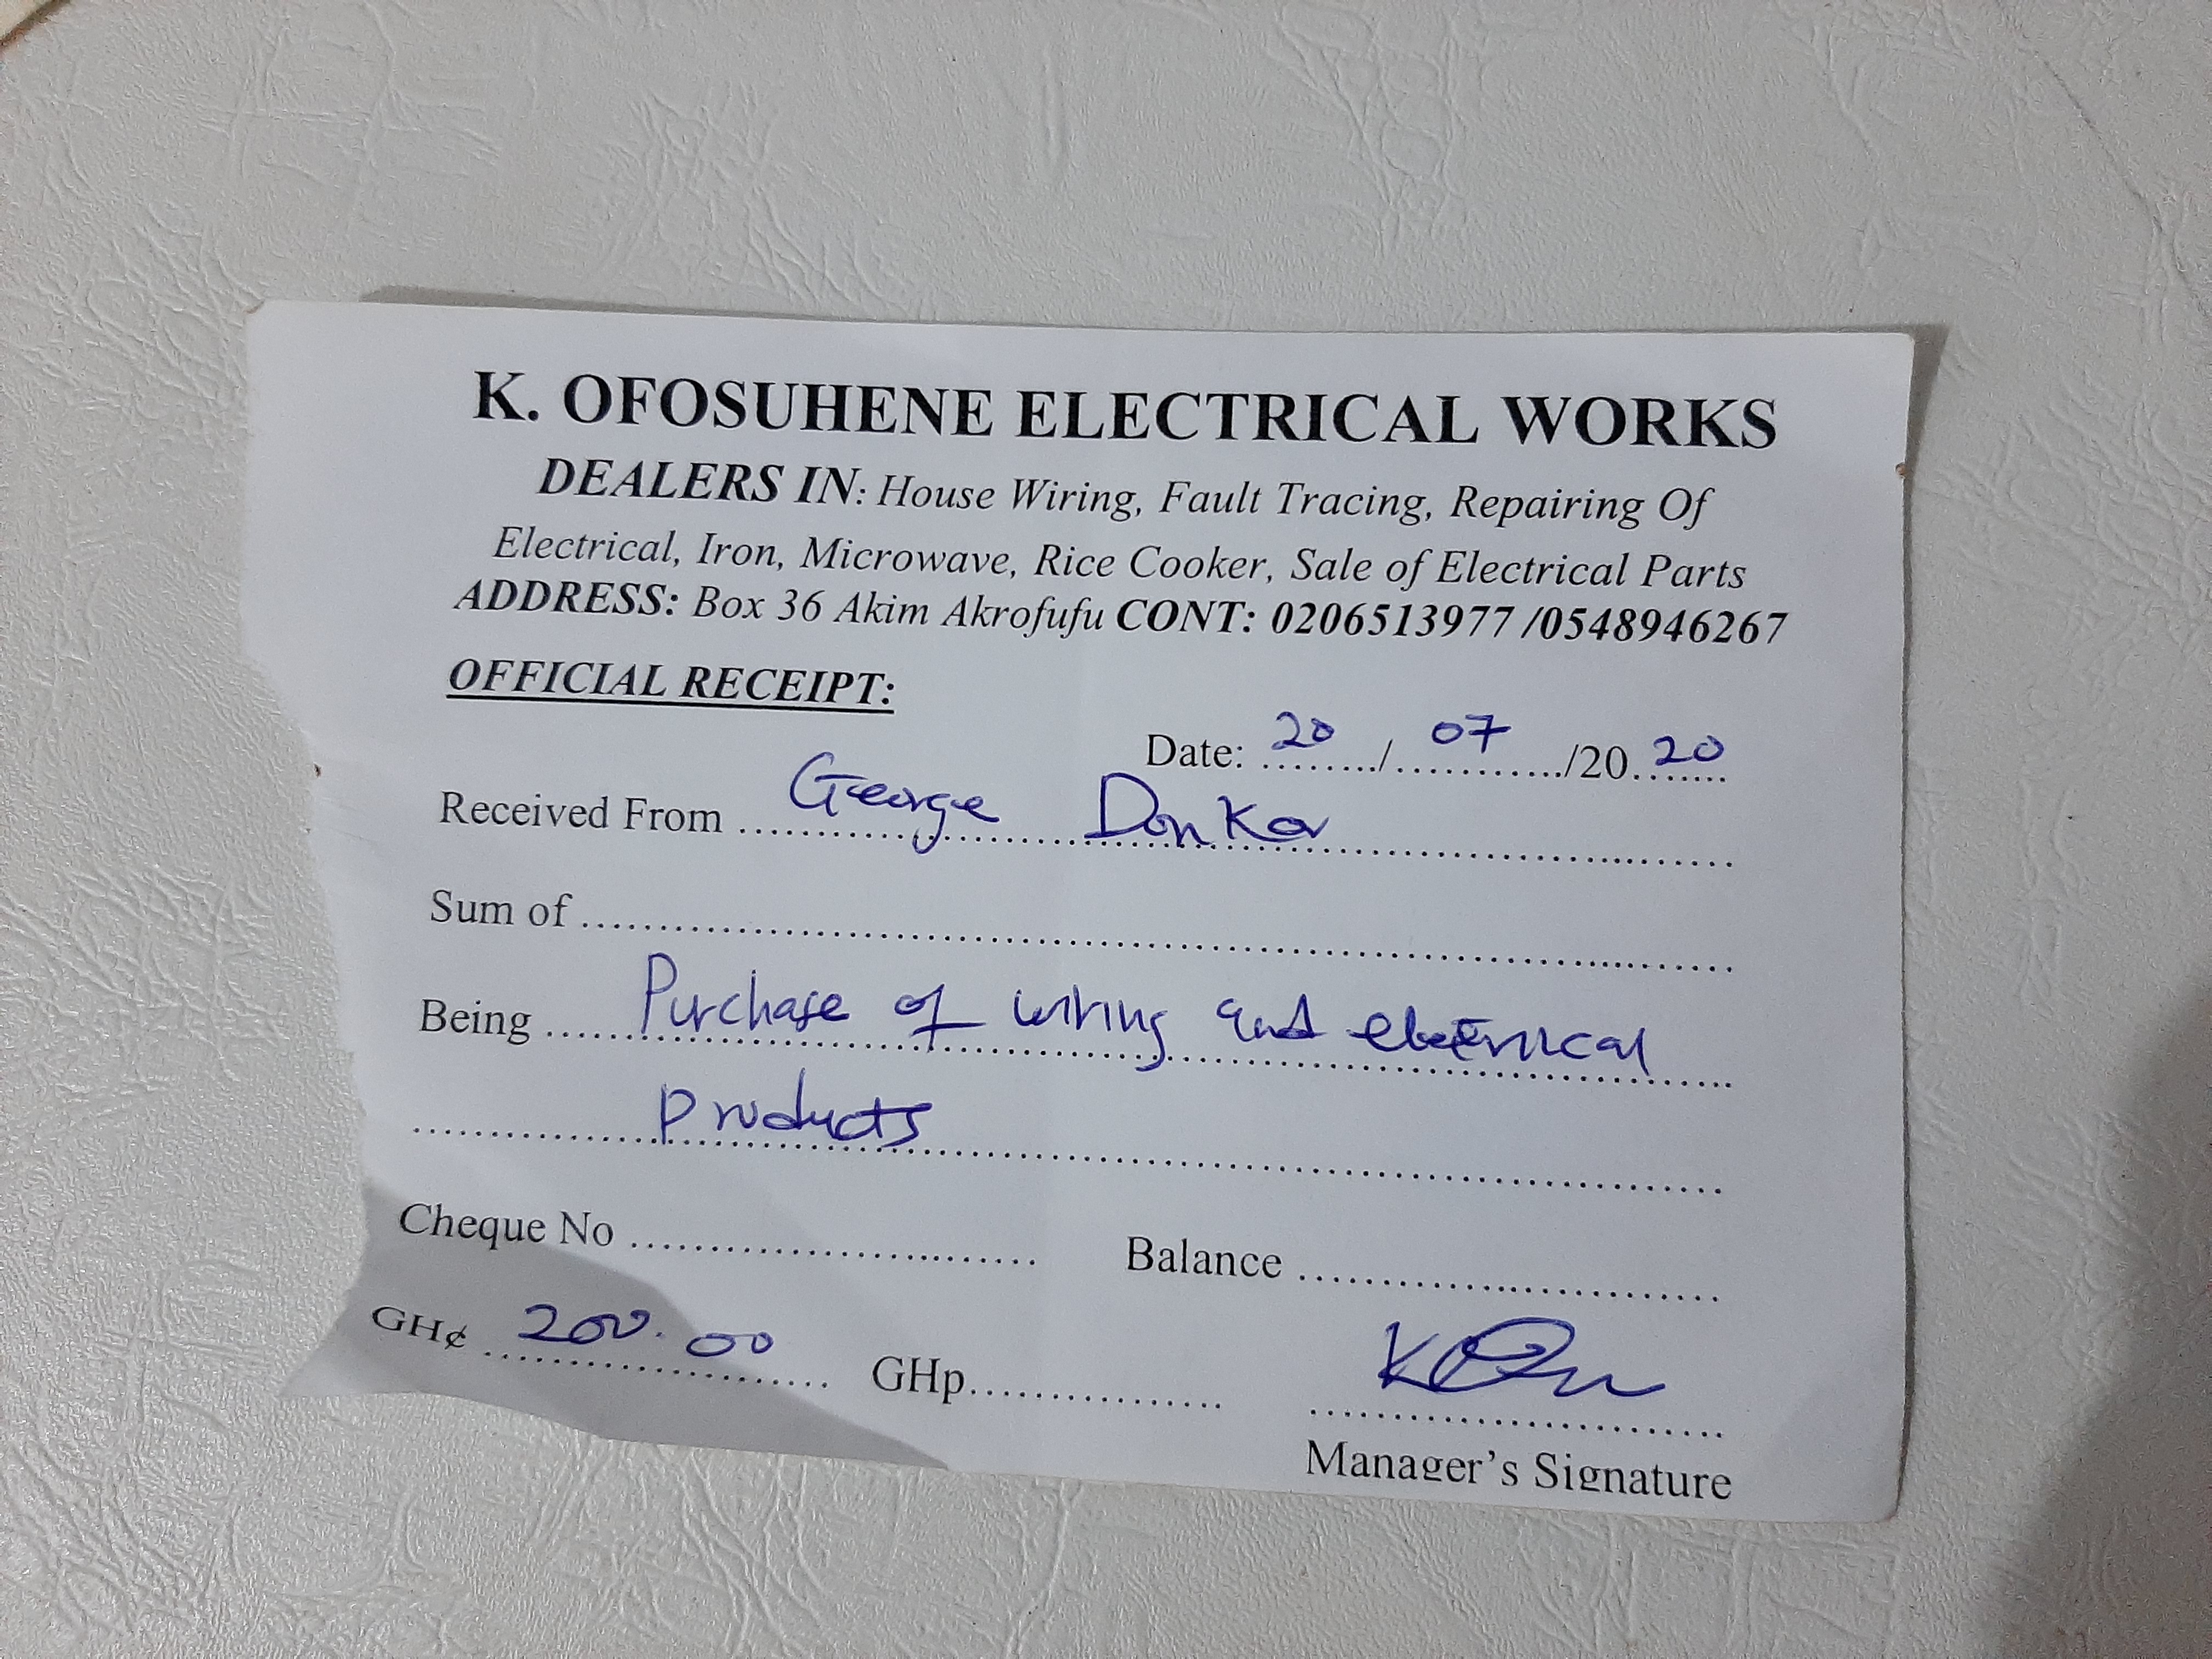 K. OFOSUHENE ELECTRICAL WORKS
DEALERS IN: House Wiring, Fault Tracing, Repairing Of
Electrical, Iron, Microwave, Rice Cooker, Sale of Electrical Parts
ADDRESS: Box 36 Akim Akrofufu CONT: 0206513977 /0548946267
OFFICIAL RECEIPT:
Date: 20/07/2020
Received From George Donkor
Sum of
Being Purchase of wiring and electrical
products
Cheque No Balance
GH¢ 200.00 GHp
Manager's Signature